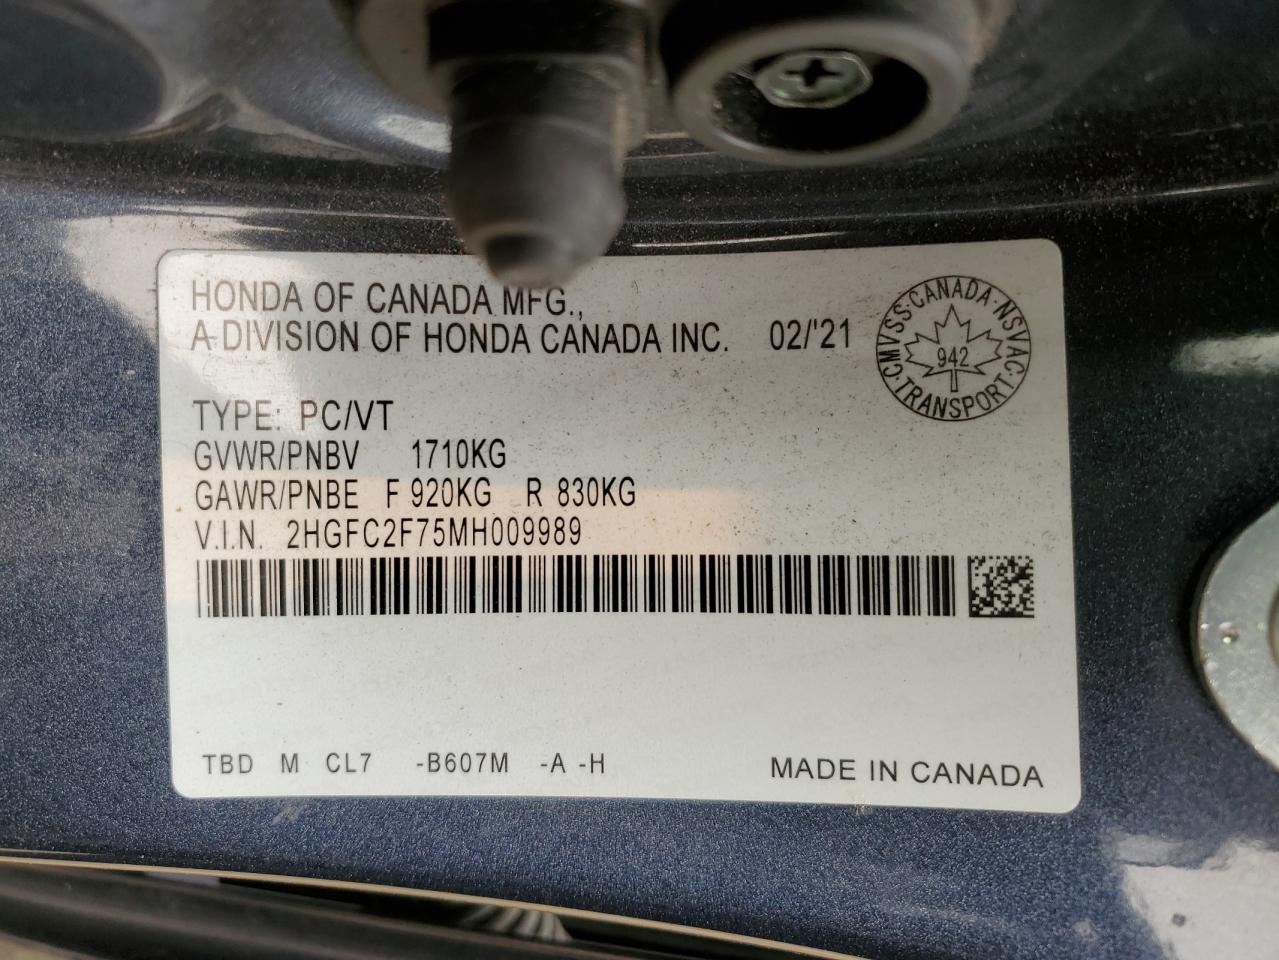 HONDA OF CANADA MFG.,
A DIVISION OF HONDA CANADA INC. 02/'21
CMVSS·CANADA·NSVAC·TRANSPORT·
942
TYPE: PC/VT
GVWR/PNBV 1710KG
GAWR/PNBE F 920KG R 830KG
V.I.N. 2HGFC2F75MH009989
TBD M CL7 -B607M -A -H MADE IN CANADA